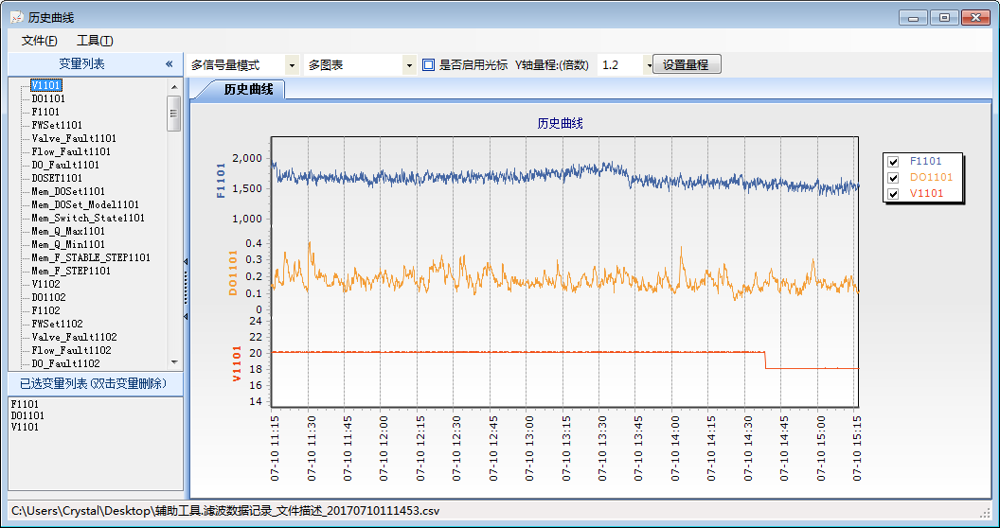 历史曲线
文件(F) 工具(T)
变量列表 «
多信号量模式 多图表 是否启用光标 Y轴量程:(倍数) 1.2 设置量程
V1101
DO1101
F1101
FWSet1101
Valve_Fault1101
Flow_Fault1101
DO_Fault1101
DOSET1101
Mem_DOSet1101
Mem_DOSet_Model1101
Mem_Switch_State1101
Mem_Q_Max1101
Mem_Q_Min1101
Mem_F_STABLE_STEP1101
Mem_F_STEP1101
V1102
DO1102
F1102
FWSet1102
Valve_Fault1102
Flow_Fault1102
DO_Fault1102
已选变量列表(双击变量删除)
F1101
DO1101
V1101
历史曲线
历史曲线
F1101
2,000
1,500
1,000
DO1101
0.4
0.3
0.2
0.1
0
V1101
24
22
20
18
16
14
07-10 11:15
07-10 11:30
07-10 11:45
07-10 12:00
07-10 12:15
07-10 12:30
07-10 12:45
07-10 13:00
07-10 13:15
07-10 13:30
07-10 13:45
07-10 14:00
07-10 14:15
07-10 14:30
07-10 14:45
07-10 15:00
07-10 15:15
F1101
DO1101
V1101
C:\Users\Crystal\Desktop\辅助工具.滤波数据记录_文件描述_20170710111453.csv